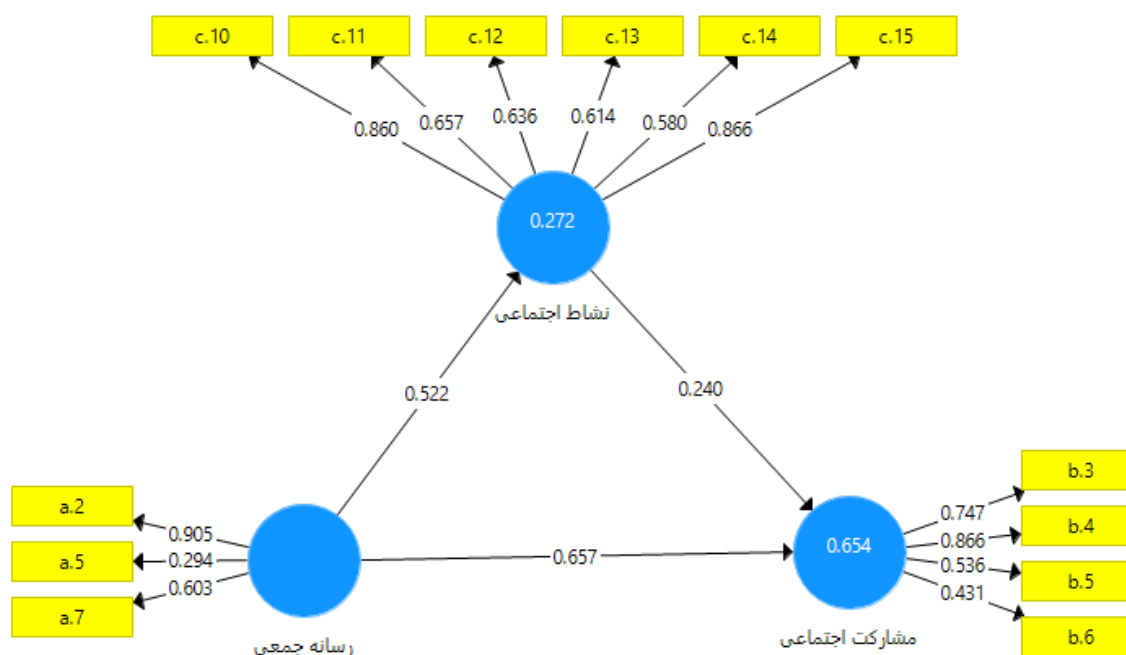 c.10 c.11 c.12 c.13 c.14 c.15
0.860 0.657 0.636 0.614 0.580 0.866
0.272
نشاط اجتماعی
0.522 0.240
a.2
a.5
a.7
0.905
0.294
0.603
رسانه جمعی
0.657
0.654
مشارکت اجتماعی
0.747
0.866
0.536
0.431
b.3
b.4
b.5
b.6